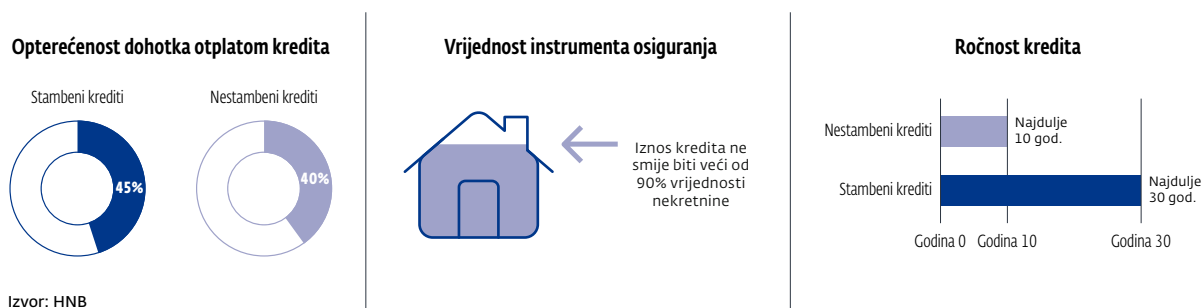 Opterećenost dohotka otplatom kredita
Stambeni krediti
Nestambeni krediti
45%
40%
Izvor: HNB
Vrijednost instrumenta osiguranja
Iznos kredita ne
smije biti veći od
90% vrijednosti
nekretnine
Ročnost kredita
Nestambeni krediti
Najdulje
10 god.
Stambeni krediti
Najdulje
30 god.
Godina 0
Godina 10
Godina 30